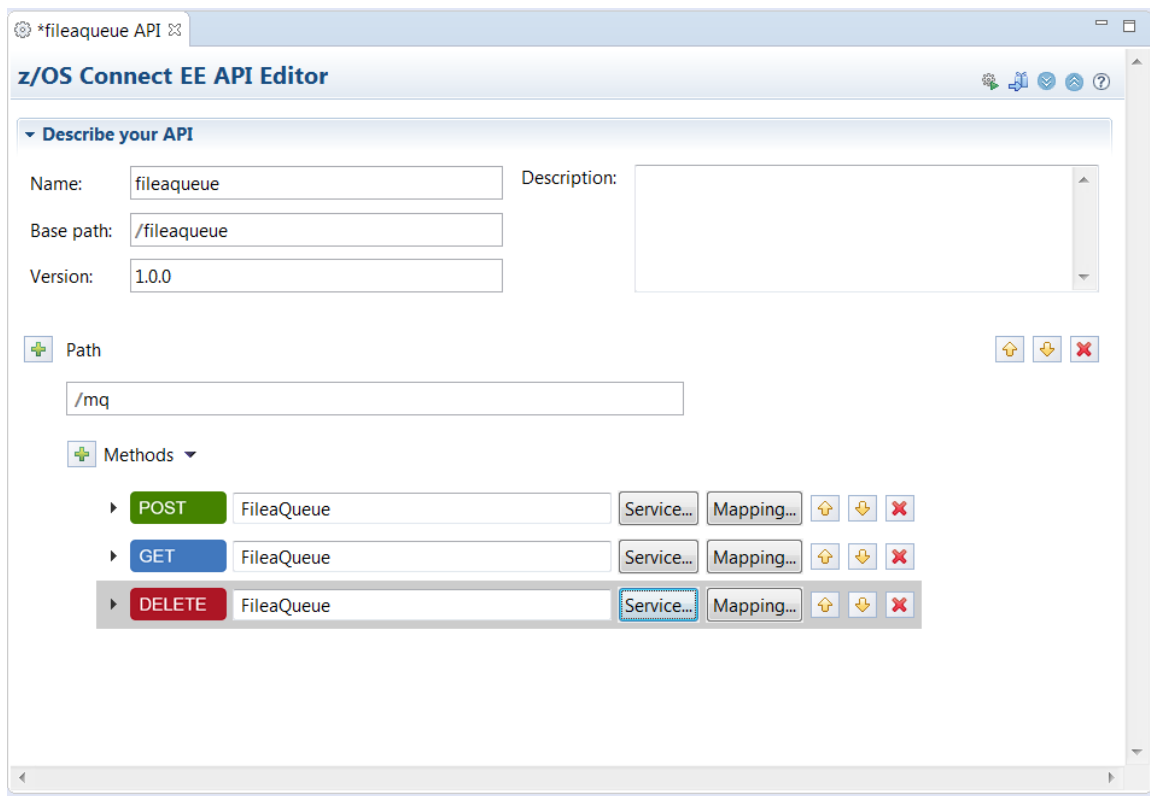 *fileaqueue API
z/OS Connect EE API Editor
Describe your API
Name: fileaqueue Description:
Base path: /fileaqueue
Version: 1.0.0
Path
/mq
Methods
POST FileaQueue Service... Mapping...
GET FileaQueue Service... Mapping...
DELETE FileaQueue Service... Mapping...